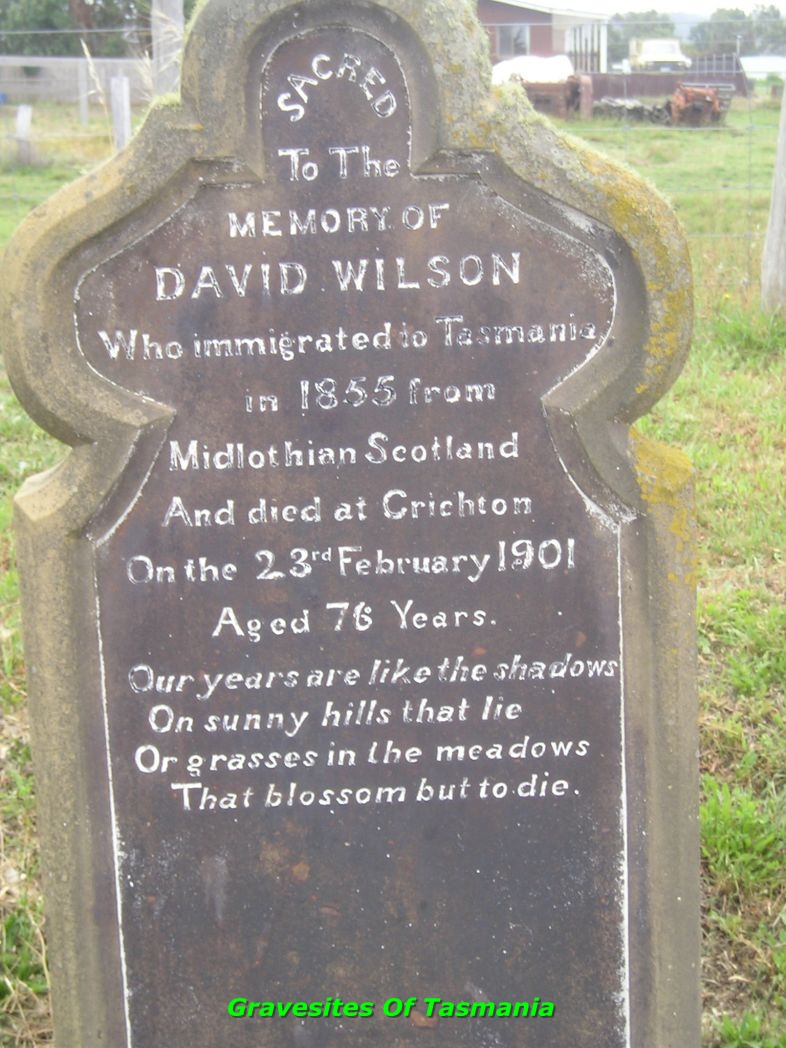 SACRED
To The
MEMORY OF
DAVID WILSON
Who immigrated to Tasmania
in 1855 from
Midlothian Scotland
And died at Crichton
On the 23rd February 1901
Aged 76 Years.
Our years are like the shadows
On sunny hills that lie
Or grasses in the meadows
That blossom but to die.
Gravesites Of Tasmania